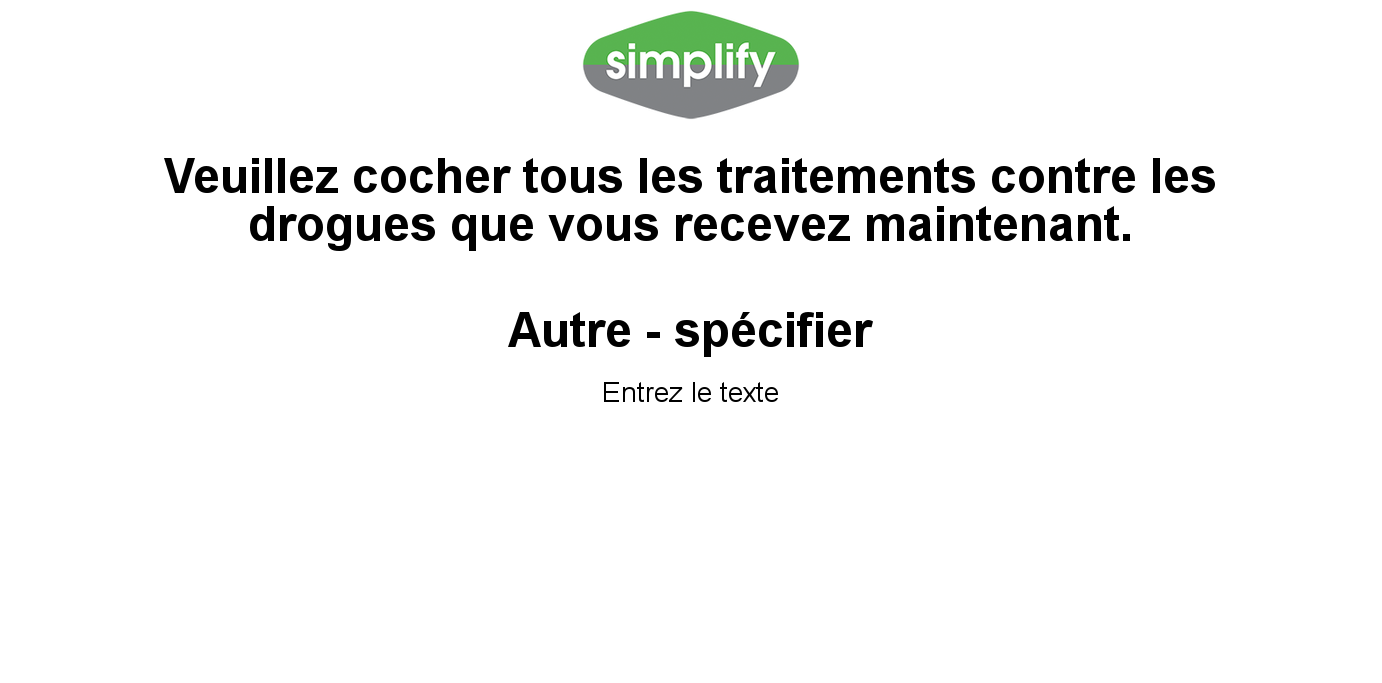 simplify
Veuillez cocher tous les traitements contre les
drogues que vous recevez maintenant.
Autre - spécifier
Entrez le texte